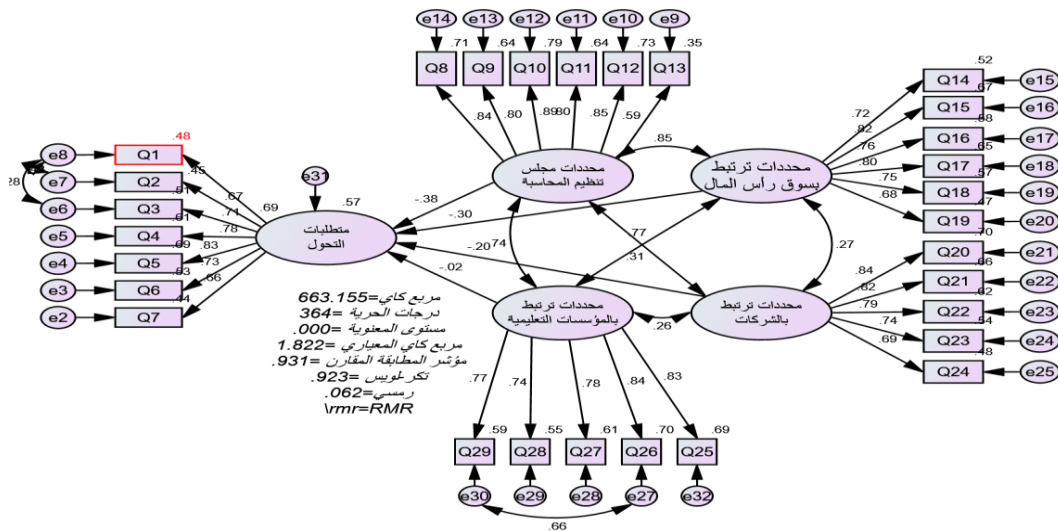 e14 e13 e12 e11 e10 e9
.71 .64 .79 .64 .73 .35
Q8 Q9 Q10 Q11 Q12 Q13
.84 .80 .89 .80 .85 .59
.52
Q14 e15
.67
Q15 e16
.58
Q16 e17
.65
Q17 e18
.57
Q18 e19
.47
Q19 e20
.72 .82 .76 .80 .75 .68
.85
محددات مجلس
تنظيم المحاسبة
محددات ترتبط
بسوق رأس المال
.48
e8 Q1
.45
e7 Q2
.51
e6 Q3
.61
e5 Q4
.69
e4 Q5
.53
e3 Q6
.44
e2 Q7
.28
.67 .69 .71 .78 .83 .73 .66
e31
.57
متطلبات
التحول
-.38
-.30
-.20
-.02
.74
.77
.31
.27
.26
محددات ترتبط
بالمؤسسات التعليمية
محددات ترتبط
بالشركات
.70
Q20 e21
.66
Q21 e22
.62
Q22 e23
.54
Q23 e24
.48
Q24 e25
.84 .82 .79 .74 .69
مربع كاي=663.155
درجات الحرية =364
مستوى المعنوية =.000
مربع كاي المعياري =1.822
مؤشر المطابقة المقارن =.931
تكر-لويس =.923
رمسي=.062
\rmr=RMR
.77 .74 .78 .84 .83
.59 .55 .61 .70 .69
Q29 Q28 Q27 Q26 Q25
e30 e29 e28 e27 e32
.66